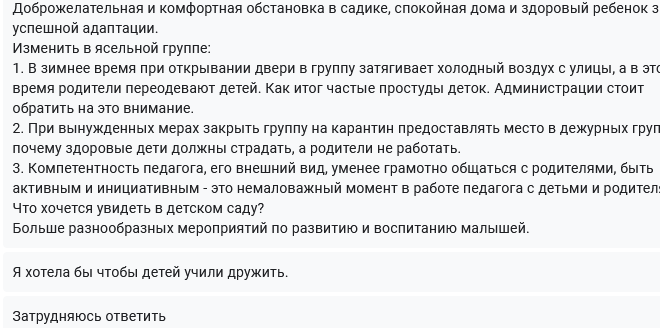 Доброжелательная и комфортная обстановка в садике, спокойная дома и здоровый ребенок з
успешной адаптации.
Изменить в ясельной группе:
1. В зимнее время при открывании двери в группу затягивает холодный воздух с улицы, а в это
время родители переодевают детей. Как итог частые простуды деток. Администрации стоит
обратить на это внимание.
2. При вынужденных мерах закрыть группу на карантин предоставлять место в дежурных груп
почему здоровые дети должны страдать, а родители не работать.
3. Компетентность педагога, его внешний вид, уменее грамотно общаться с родителями, быть
активным и инициативным - это немаловажный момент в работе педагога с детьми и родител
Что хочется увидеть в детском саду?
Больше разнообразных мероприятий по развитию и воспитанию малышей.
Я хотела бы чтобы детей учили дружить.
Затрудняюсь ответить